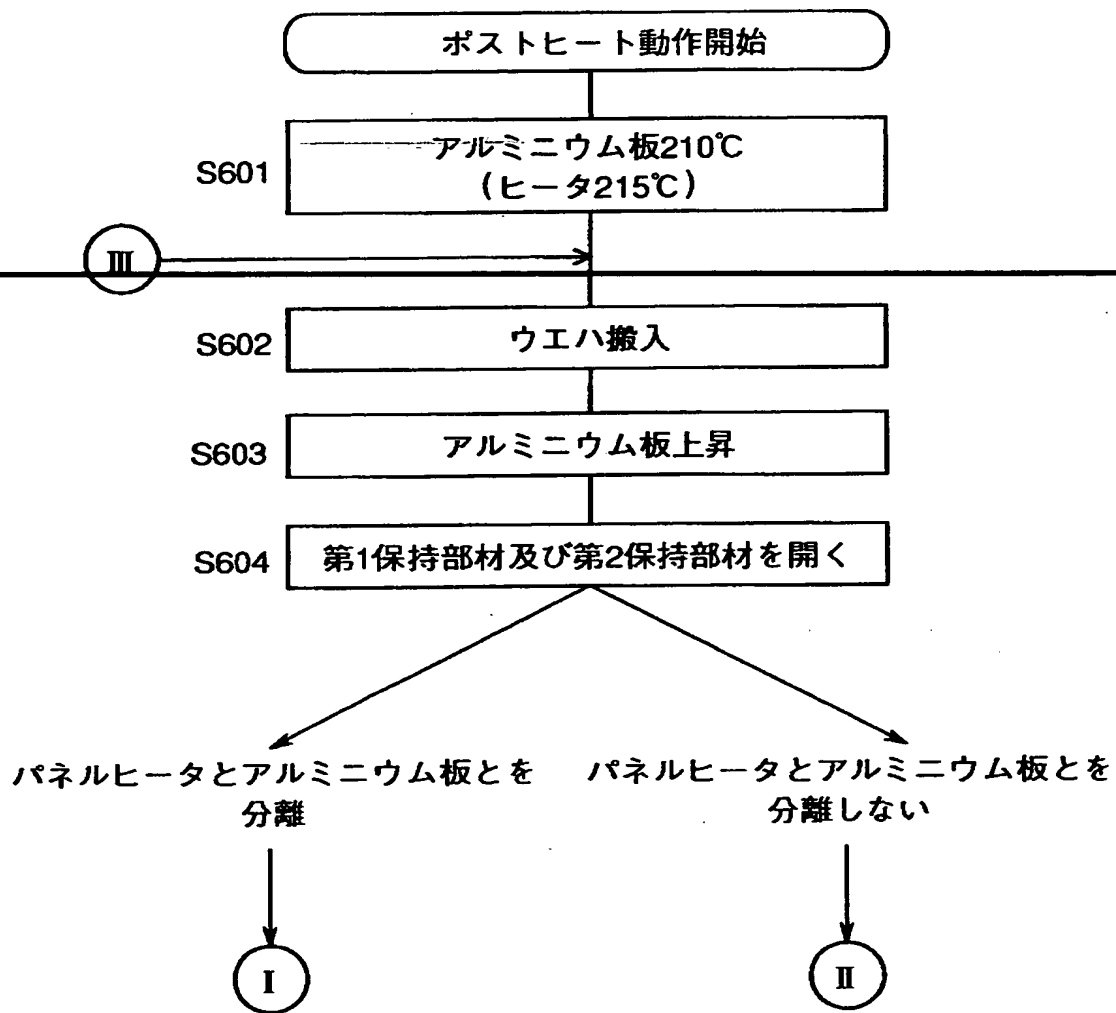 ポストヒート動作開始
S601
アルミニウム板210℃
(ヒータ215℃)
III
S602
ウエハ搬入
S603
アルミニウム板上昇
S604
第1保持部材及び第2保持部材を開く
パネルヒータとアルミニウム板とを
分離
パネルヒータとアルミニウム板とを
分離しない
I
II